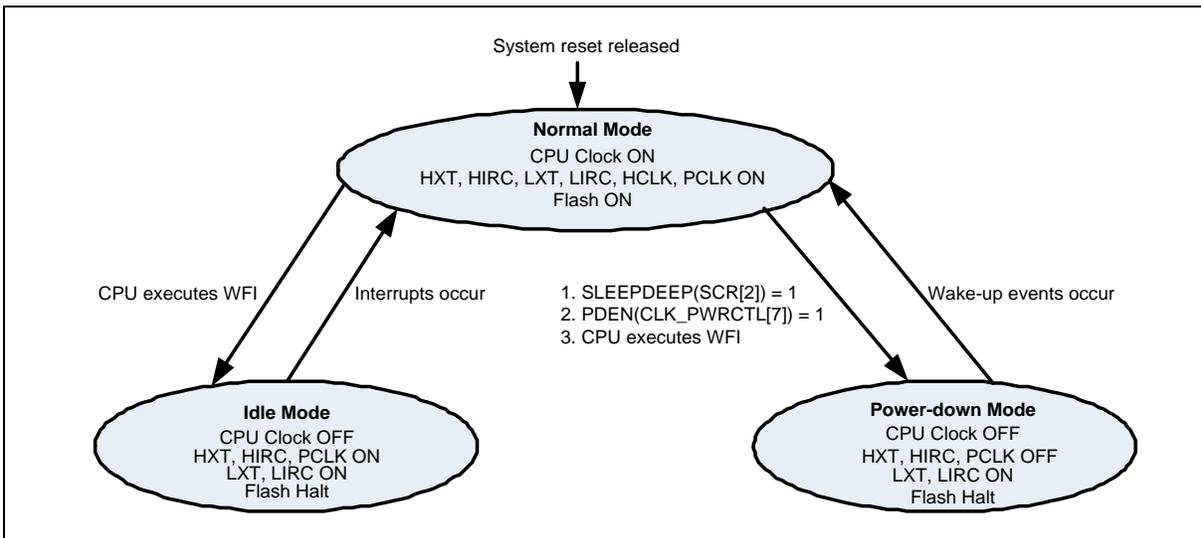 System reset released
Normal Mode
CPU Clock ON
HXT, HIRC, LXT, LIRC, HCLK, PCLK ON
Flash ON
CPU executes WFI
Interrupts occur
1. SLEEPDEEP(SCR[2]) = 1
2. PDEN(CLK_PWRCTL[7]) = 1
3. CPU executes WFI
Wake-up events occur
Idle Mode
CPU Clock OFF
HXT, HIRC, PCLK ON
LXT, LIRC ON
Flash Halt
Power-down Mode
CPU Clock OFF
HXT, HIRC, PCLK OFF
LXT, LIRC ON
Flash Halt